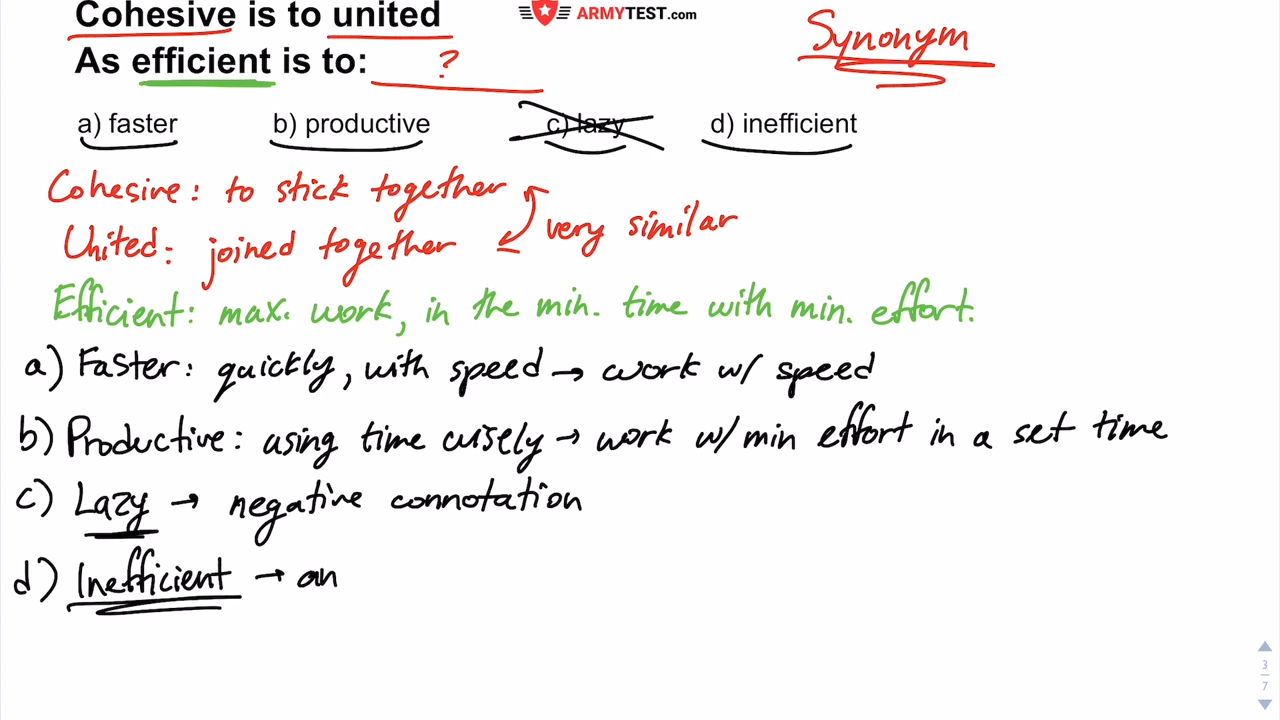 Cohesive is to united
ARMYTEST.com
Synonym
As efficient is to: ?
a) faster b) productive c) lazy d) inefficient
Cohesive: to stick together
United: joined together
very similar
Efficient: max. work, in the min. time with min. effort.
a) Faster: quickly, with speed → work w/ speed
b) Productive: using time wisely → work w/ min effort in a set time
c) Lazy → negative connotation
d) Inefficient → an
3
7